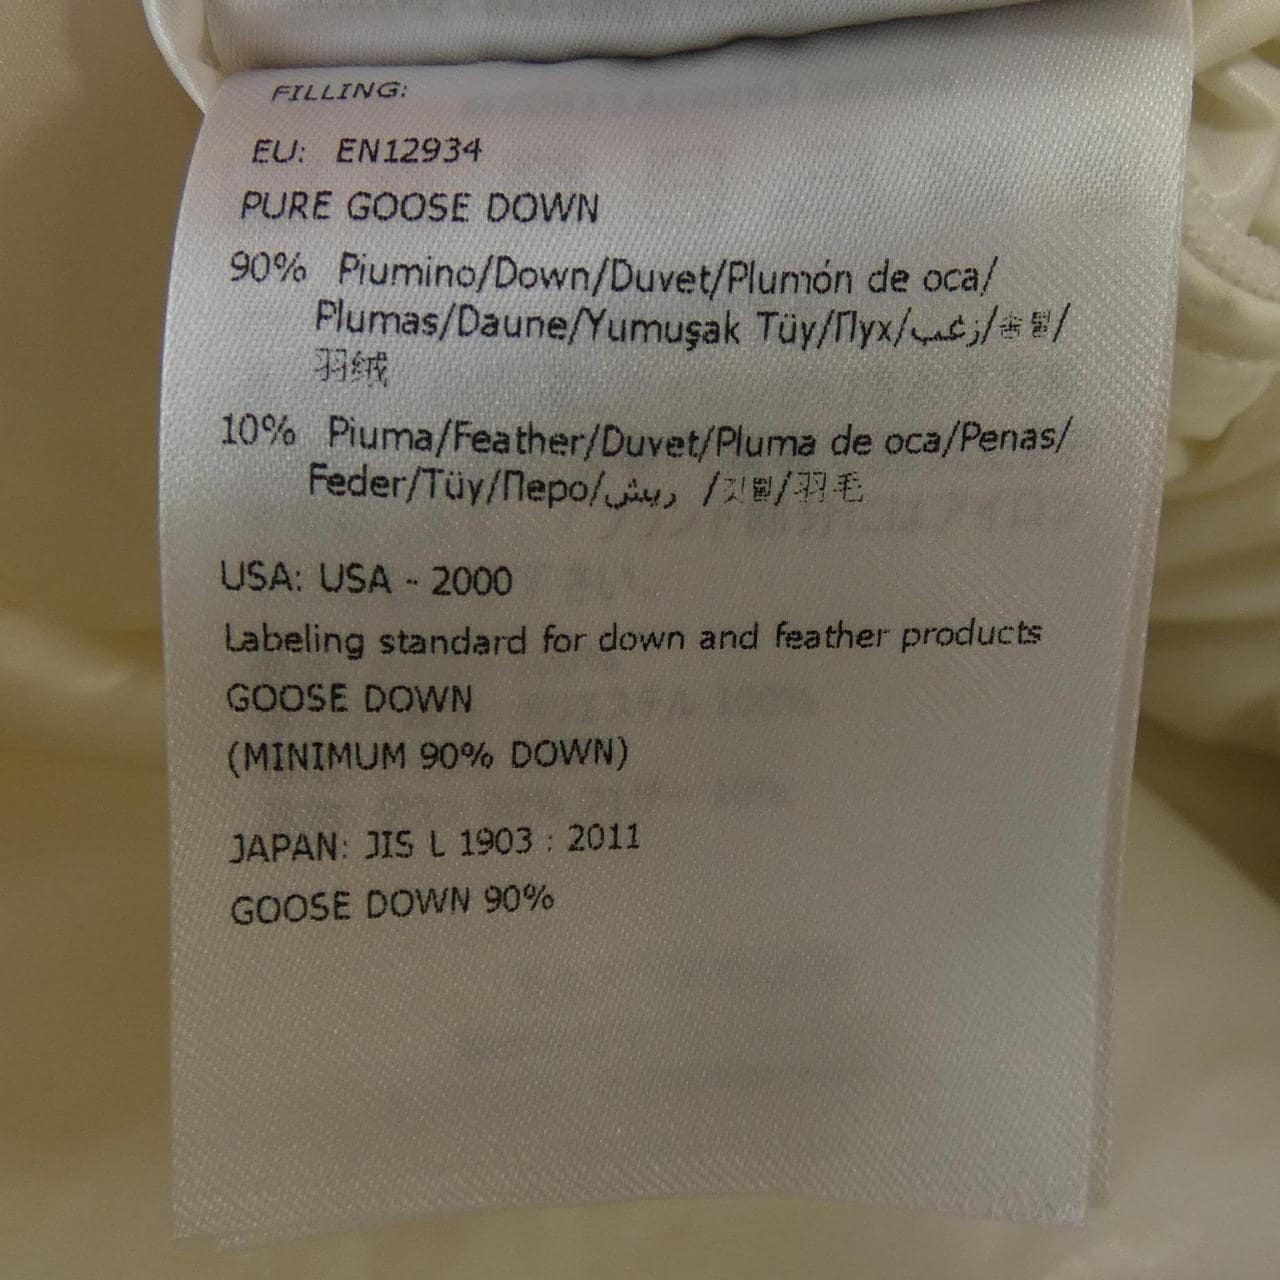 FILLING:
EU: EN12934
PURE GOOSE DOWN
90% Piumino/Down/Duvet/Plumón de oca/
Plumas/Daune/Yumuşak Tüy/Пух/زغب/솜털/
羽绒
10% Piuma/Feather/Duvet/Pluma de oca/Penas/
Feder/Tüy/Перо/ريش /깃털/羽毛
USA: USA - 2000
Labeling standard for down and feather products
GOOSE DOWN
(MINIMUM 90% DOWN)
JAPAN: JIS L 1903 : 2011
GOOSE DOWN 90%